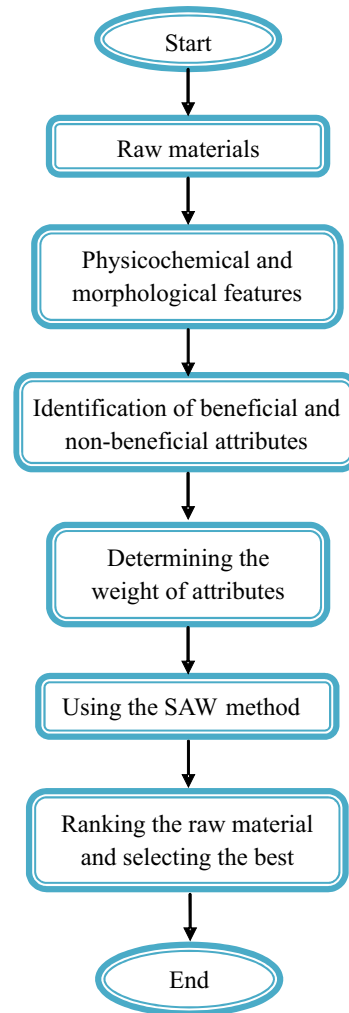 Start
Raw materials
Physicochemical and
morphological features
Identification of beneficial and
non-beneficial attributes
Determining the
weight of attributes
Using the SAW method
Ranking the raw material
and selecting the best
End